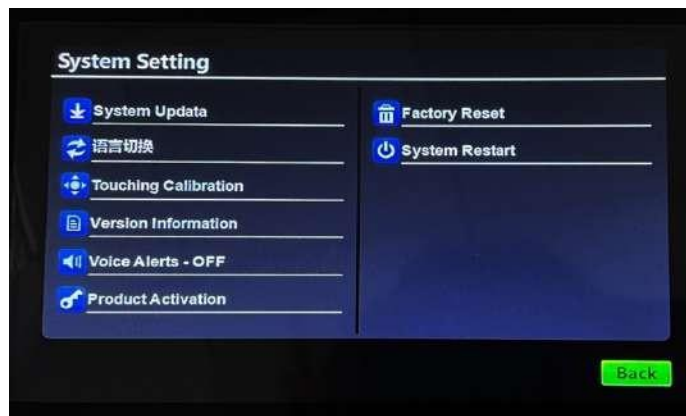 System Setting
System Updata
语言切换
Touching Calibration
Version Information
Voice Alerts - OFF
Product Activation
Factory Reset
System Restart
Back